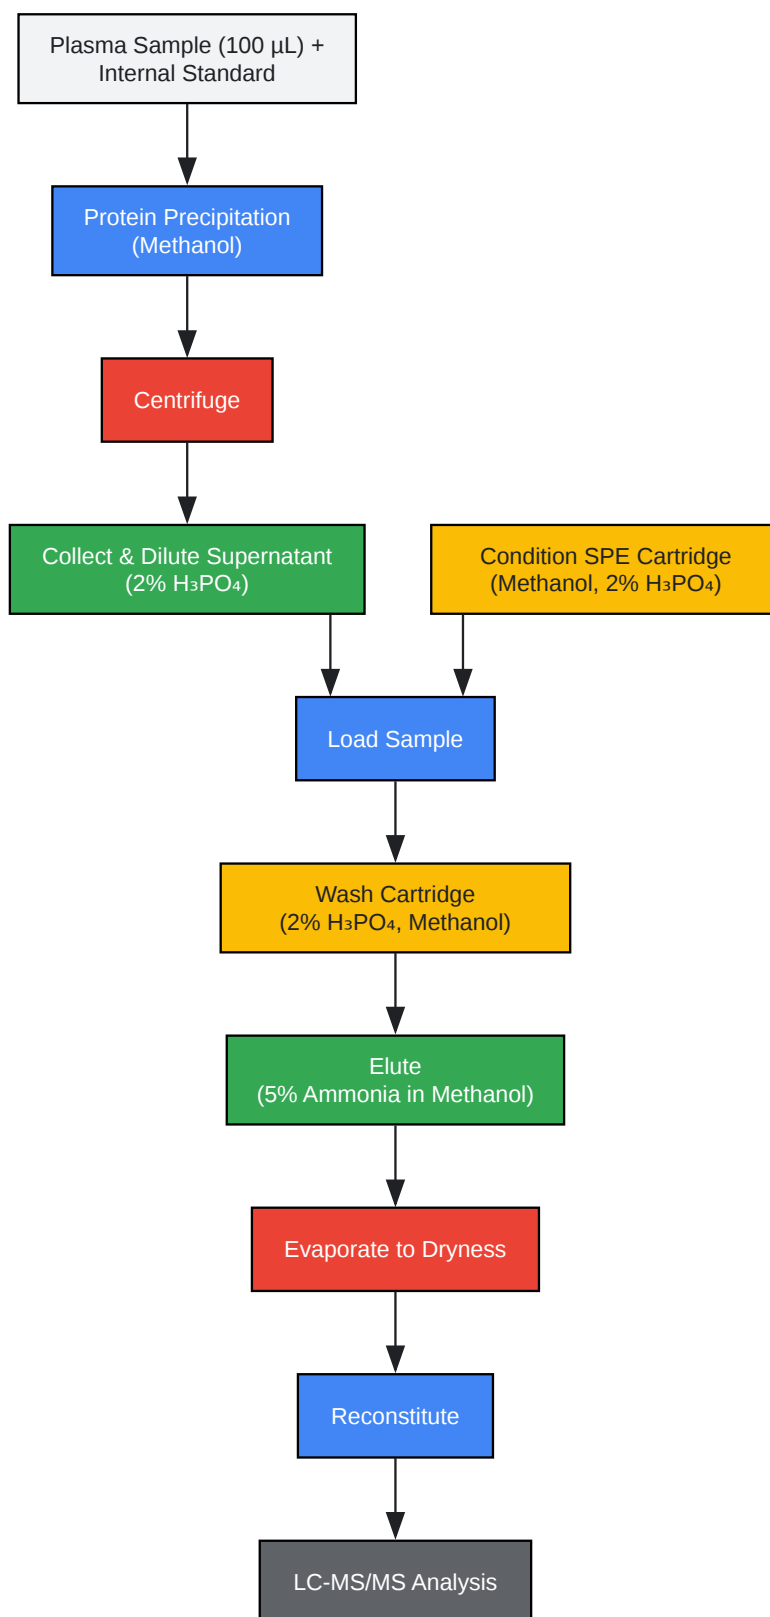 Plasma Sample (100 µL) +
Internal Standard
Protein Precipitation
(Methanol)
Centrifuge
Collect & Dilute Supernatant
(2% H₃PO₄)
Condition SPE Cartridge
(Methanol, 2% H₃PO₄)
Load Sample
Wash Cartridge
(2% H₃PO₄, Methanol)
Elute
(5% Ammonia in Methanol)
Evaporate to Dryness
Reconstitute
LC-MS/MS Analysis